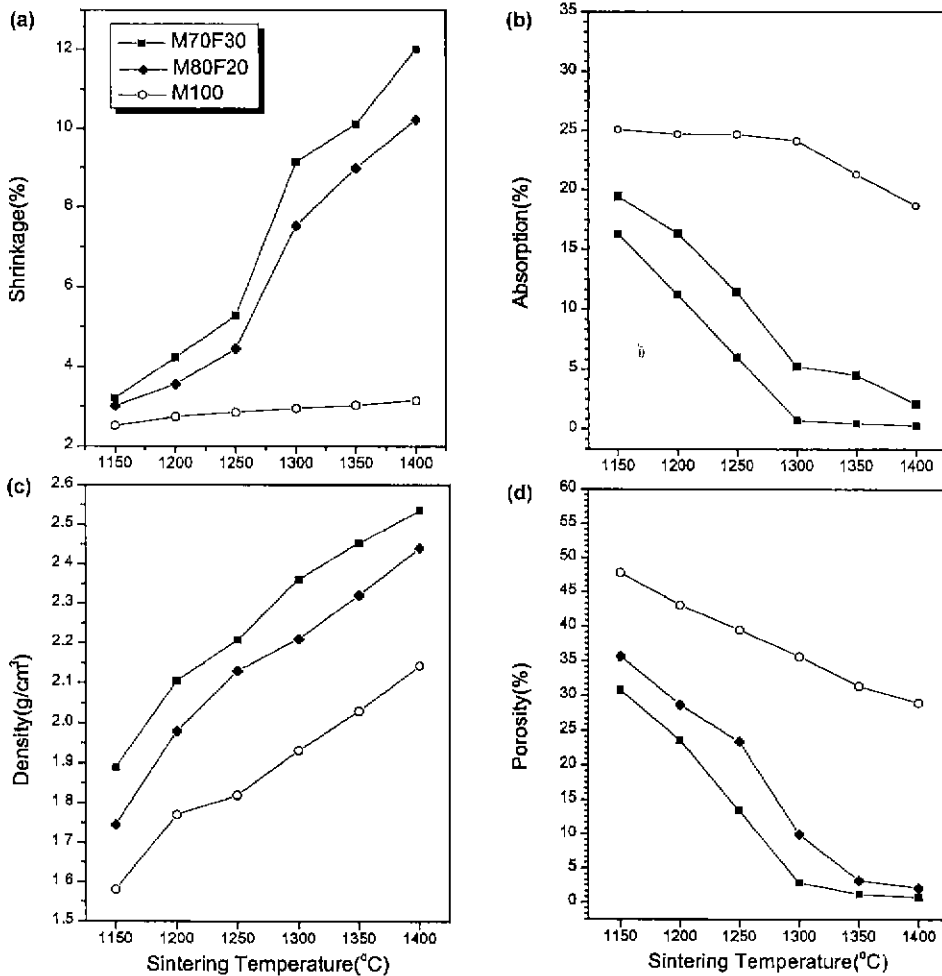 (a)
M70F30
M80F20
M100
Shrinkage(%)
12
10
8
6
4
2
1150 1200 1250 1300 1350 1400
(b)
Absorption(%)
35
30
25
20
15
10
5
0
1150 1200 1250 1300 1350 1400
(c)
Density(g/cm³)
2.6
2.5
2.4
2.3
2.2
2.1
2.0
1.9
1.8
1.7
1 6
1.5
1150 1200 1250 1300 1350 1400
Sintering Temperature(°C)
(d)
Porosity(%)
60
55
50
45
40
35
30
25
20
15
10
5
0
1150 1200 1250 1300 1350 1400
Sintering Temperature(°C)